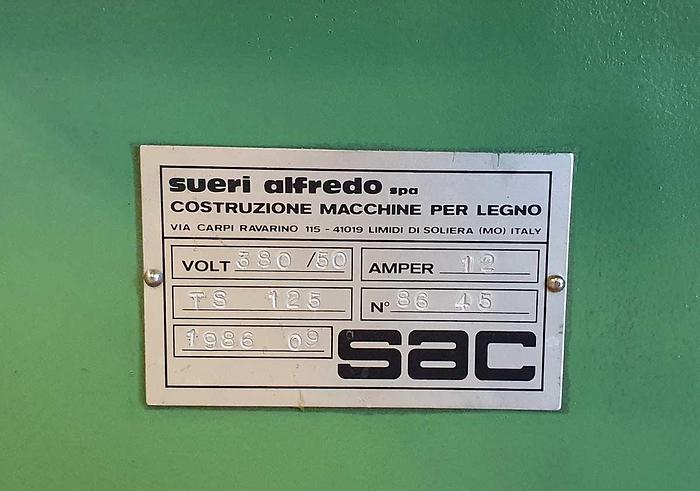 sueri alfredo spa
COSTRUZIONE MACCHINE PER LEGNO
VIA CARPI RAVARINO 115 - 41019 LIMIDI DI SOLIERA (MO) ITALY
VOLT 380 /50 AMPER 12
TS 125 N° 86 45
1986 09 sac